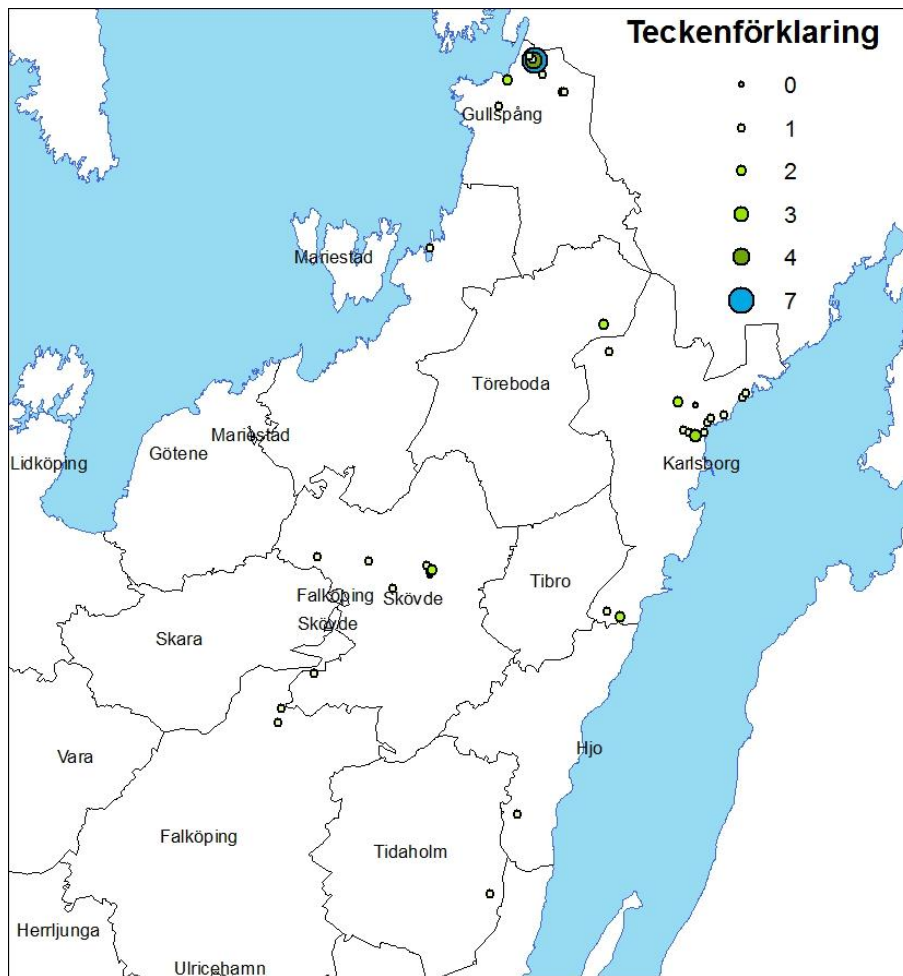 Teckenförklaring
0
1
2
3
4
7
Gullspång
Mariestad
Töreboda
Mariestad
Götene
Lidköping
Karlsborg
Tibro
Falköping
Skövde
Skövde
Skara
Hjo
Vara
Falköping
Tidaholm
Herrljunga
Ulricehamn